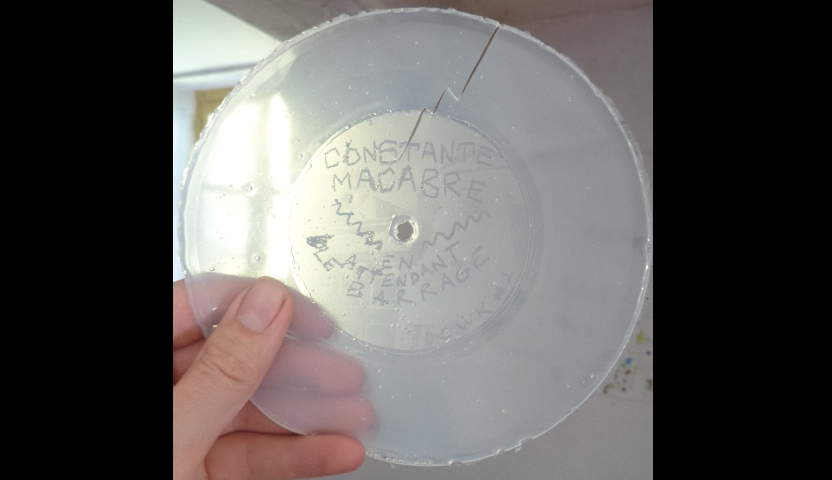 CONSTANTE
MACABRE
EN
ATTENDANT
LE BARRAGE